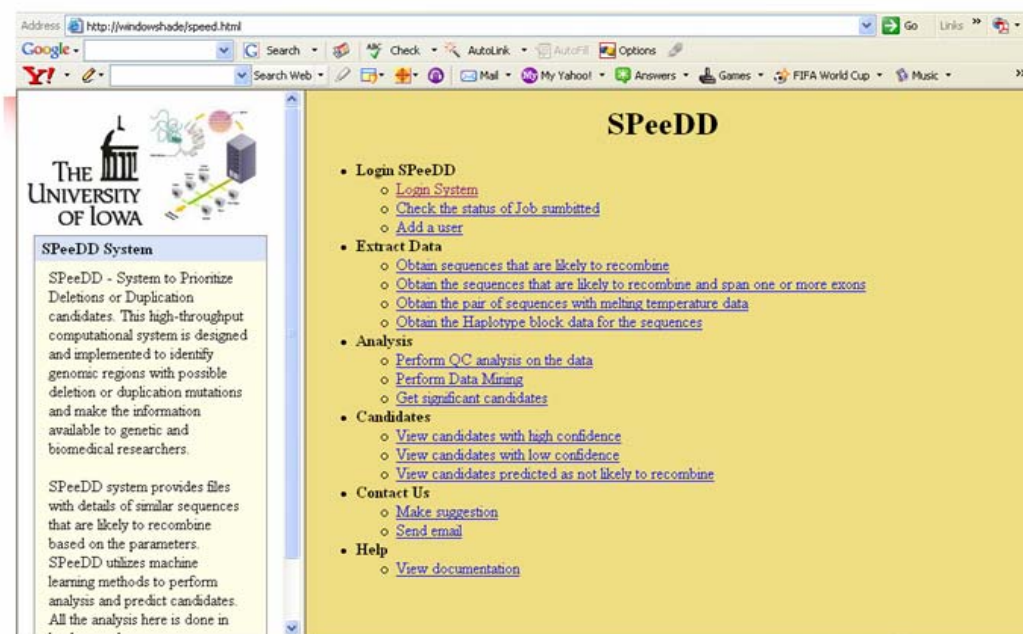 Address http://windowshade/speed.html Go Links »
Google Search ABC Check AutoLink AutoFill Options
Y! Search Web Mail My Yahoo! Answers Games FIFA World Cup Music »
THE
UNIVERSITY
OF IOWA
SPeeDD System
SPeeDD - System to Prioritize
Deletions or Duplication
candidates. This high-throughput
computational system is designed
and implemented to identify
genomic regions with possible
deletion or duplication mutations
and make the information
available to genetic and
biomedical researchers.
SPeeDD system provides files
with details of similar sequences
that are likely to recombine
based on the parameters.
SPeeDD utilizes machine
learning methods to perform
analysis and predict candidates.
All the analysis here is done in
SPeeDD
• Login SPeeDD
o Login System
o Check the status of Job sumbitted
o Add a user
• Extract Data
o Obtain sequences that are likely to recombine
o Obtain the sequences that are likely to recombine and span one or more exons
o Obtain the pair of sequences with melting temperature data
o Obtain the Haplotype block data for the sequences
• Analysis
o Perform QC analysis on the data
o Perform Data Mining
o Get significant candidates
• Candidates
o View candidates with high confidence
o View candidates with low confidence
o View candidates predicted as not likely to recombine
• Contact Us
o Make suggestion
o Send email
• Help
o View documentation